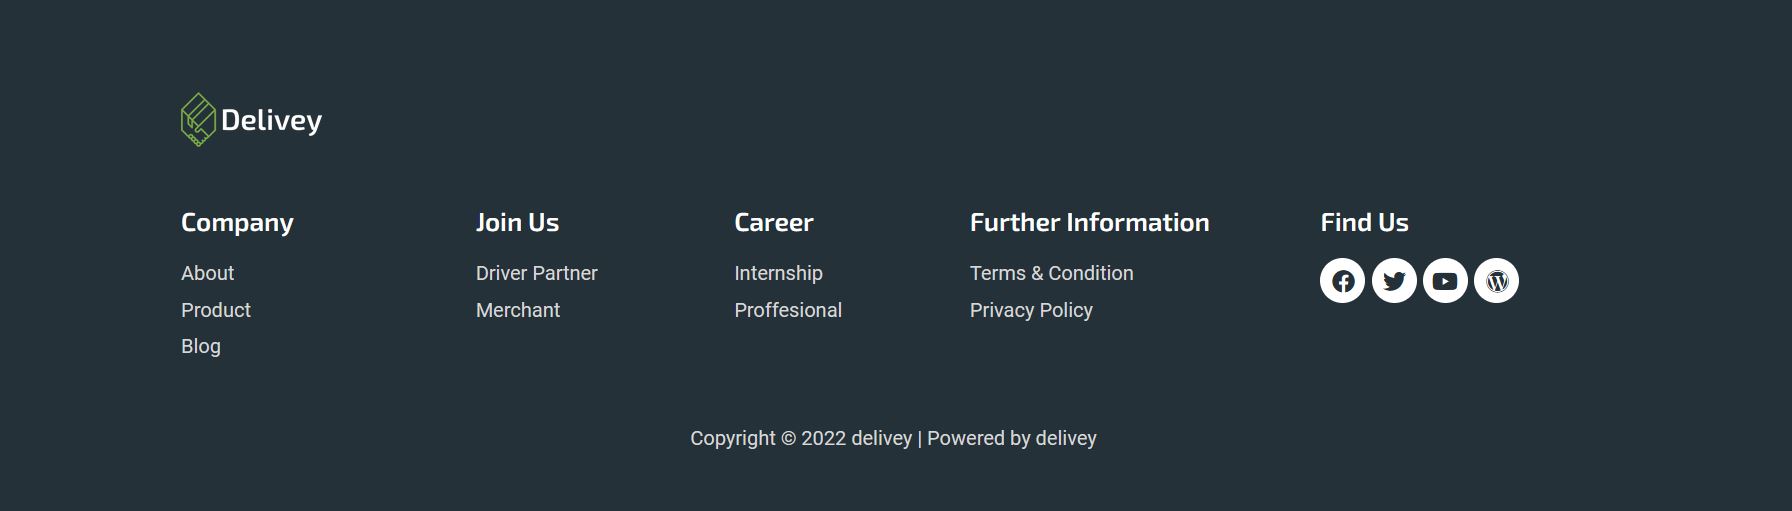 Delivey
Company
About
Product
Blog
Join Us
Driver Partner
Merchant
Career
Internship
Proffesional
Further Information
Terms & Condition
Privacy Policy
Find Us
Copyright © 2022 delivey | Powered by delivey